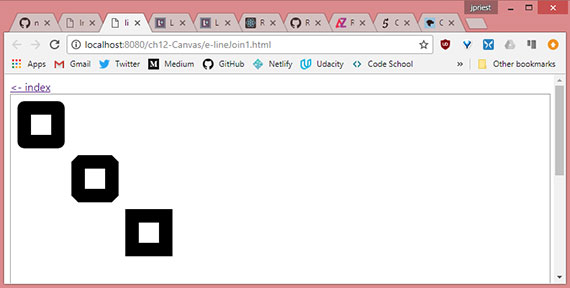 jpriest
n
Ir
li
L
L
R
R
R
C
C
localhost:8080/ch12-Canvas/e-lineJoin1.html
Apps Gmail Twitter Medium GitHub Netlify Udacity <> Code School » Other bookmarks
<- index